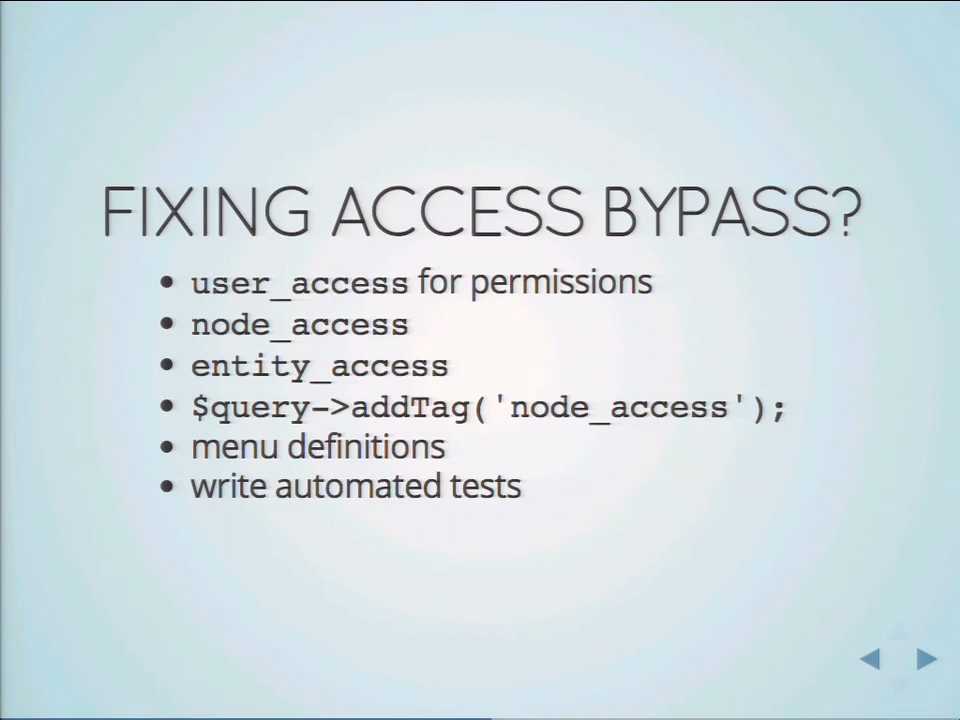 FIXING ACCESS BYPASS?
• user_access for permissions
• node_access
• entity_access
• $query->addTag('node_access');
• menu definitions
• write automated tests